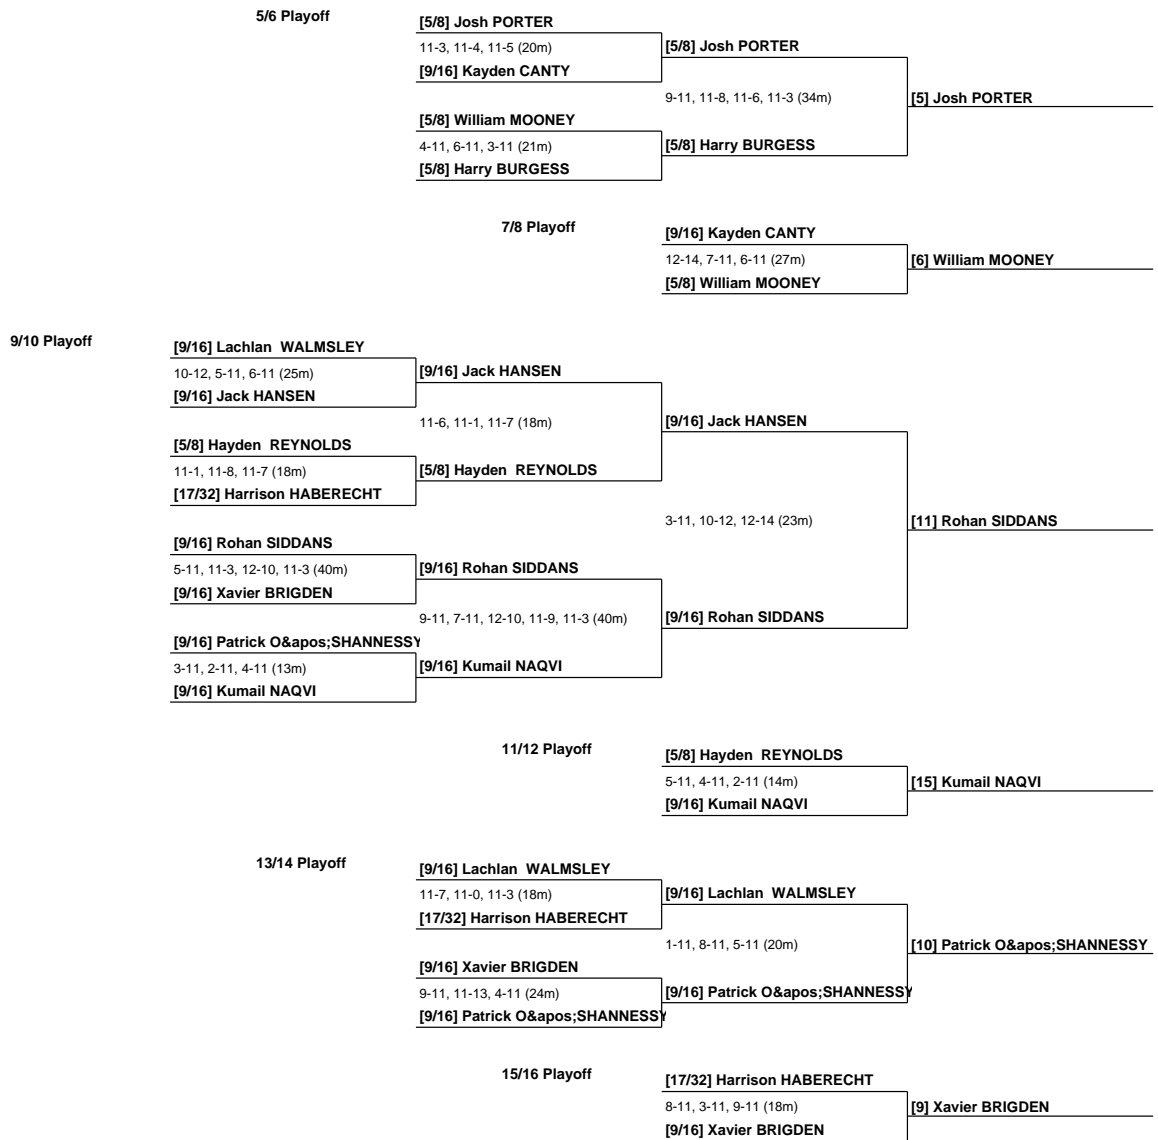 5/6 Playoff
[5/8] Josh PORTER
11-3, 11-4, 11-5 (20m)
[9/16] Kayden CANTY
[5/8] Josh PORTER
9-11, 11-8, 11-6, 11-3 (34m)
[5] Josh PORTER
[5/8] William MOONEY
4-11, 6-11, 3-11 (21m)
[5/8] Harry BURGESS
[5/8] Harry BURGESS
7/8 Playoff
[9/16] Kayden CANTY
12-14, 7-11, 6-11 (27m)
[5/8] William MOONEY
[6] William MOONEY
9/10 Playoff
[9/16] Lachlan  WALMSLEY
10-12, 5-11, 6-11 (25m)
[9/16] Jack HANSEN
[9/16] Jack HANSEN
11-6, 11-1, 11-7 (18m)
[9/16] Jack HANSEN
[5/8] Hayden  REYNOLDS
11-1, 11-8, 11-7 (18m)
[17/32] Harrison HABERECHT
[5/8] Hayden  REYNOLDS
3-11, 10-12, 12-14 (23m)
[11] Rohan SIDDANS
[9/16] Rohan SIDDANS
5-11, 11-3, 12-10, 11-3 (40m)
[9/16] Xavier BRIGDEN
[9/16] Rohan SIDDANS
9-11, 7-11, 12-10, 11-9, 11-3 (40m)
[9/16] Rohan SIDDANS
[9/16] Patrick O&apos;SHANNESSY
3-11, 2-11, 4-11 (13m)
[9/16] Kumail NAQVI
[9/16] Kumail NAQVI
11/12 Playoff
[5/8] Hayden  REYNOLDS
5-11, 4-11, 2-11 (14m)
[9/16] Kumail NAQVI
[15] Kumail NAQVI
13/14 Playoff
[9/16] Lachlan  WALMSLEY
11-7, 11-0, 11-3 (18m)
[17/32] Harrison HABERECHT
[9/16] Lachlan  WALMSLEY
1-11, 8-11, 5-11 (20m)
[10] Patrick O&apos;SHANNESSY
[9/16] Xavier BRIGDEN
9-11, 11-13, 4-11 (24m)
[9/16] Patrick O&apos;SHANNESSY
[9/16] Patrick O&apos;SHANNESSY
15/16 Playoff
[17/32] Harrison HABERECHT
8-11, 3-11, 9-11 (18m)
[9/16] Xavier BRIGDEN
[9] Xavier BRIGDEN